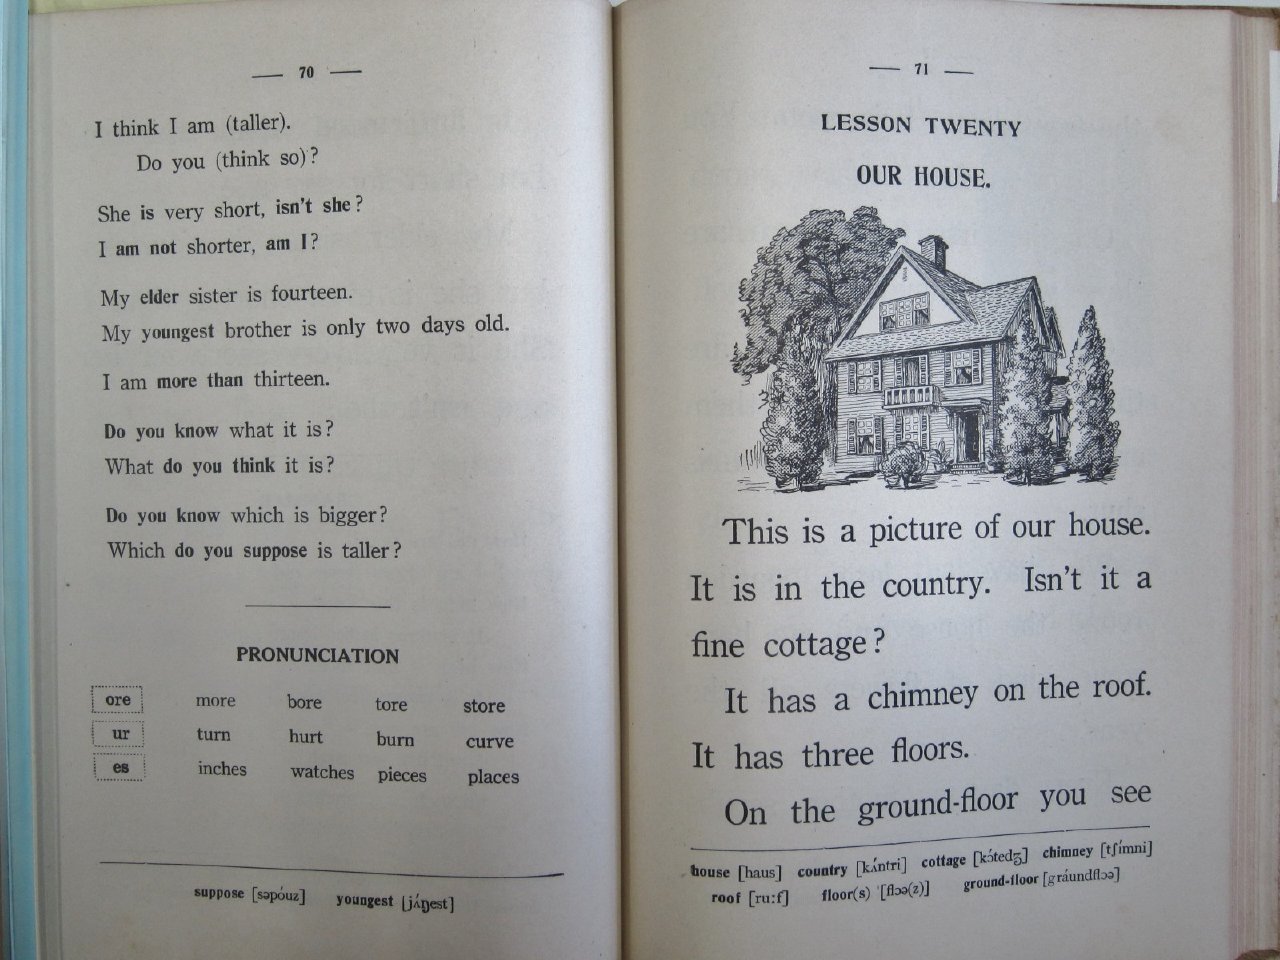 — 70 —
I think I am (taller).
Do you (think so)?
She is very short, isn't she?
I am not shorter, am I?
My elder sister is fourteen.
My youngest brother is only two days old.
I am more than thirteen.
Do you know what it is?
What do you think it is?
Do you know which is bigger?
Which do you suppose is taller?
PRONUNCIATION
ore more bore tore store
ur turn hurt burn curve
es inches watches pieces places
suppose [səpóuz] youngest [jʌ́ŋgest]
— 71 —
LESSON TWENTY
OUR HOUSE.
This is a picture of our house.
It is in the country. Isn't it a
fine cottage?
It has a chimney on the roof.
It has three floors.
On the ground-floor you see
house [haus] country [kʌ́ntri] cottage [kɔ́tedʒ] chimney [tʃímni]
roof [ru:f] floor(s) [flɔə(z)] ground-floor [gráundflɔə]